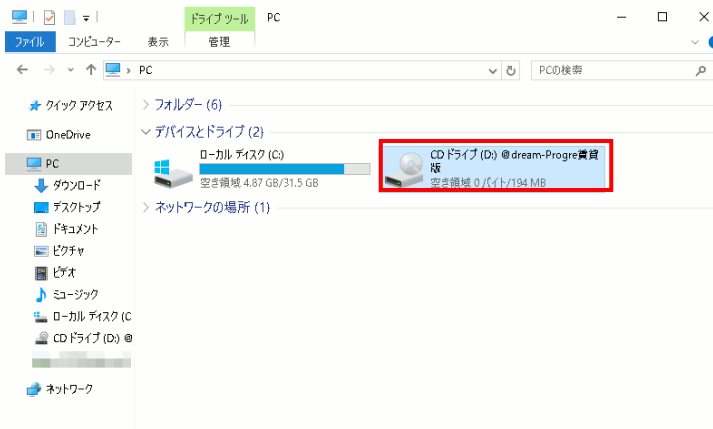 ドライブ ツール PC
ファイル コンピューター 表示 管理
PC
PCの検索
クイック アクセス
OneDrive
PC
ダウンロード
デスクトップ
ドキュメント
ピクチャ
ビデオ
ミュージック
ローカル ディスク (C
CD ドライブ (D:) @
ネットワーク
フォルダー (6)
デバイスとドライブ (2)
ローカル ディスク (C:)
空き領域 4.87 GB/31.5 GB
CD ドライブ (D:) @dream-Progre賃貸
版
空き領域 0 バイト/194 MB
ネットワークの場所 (1)